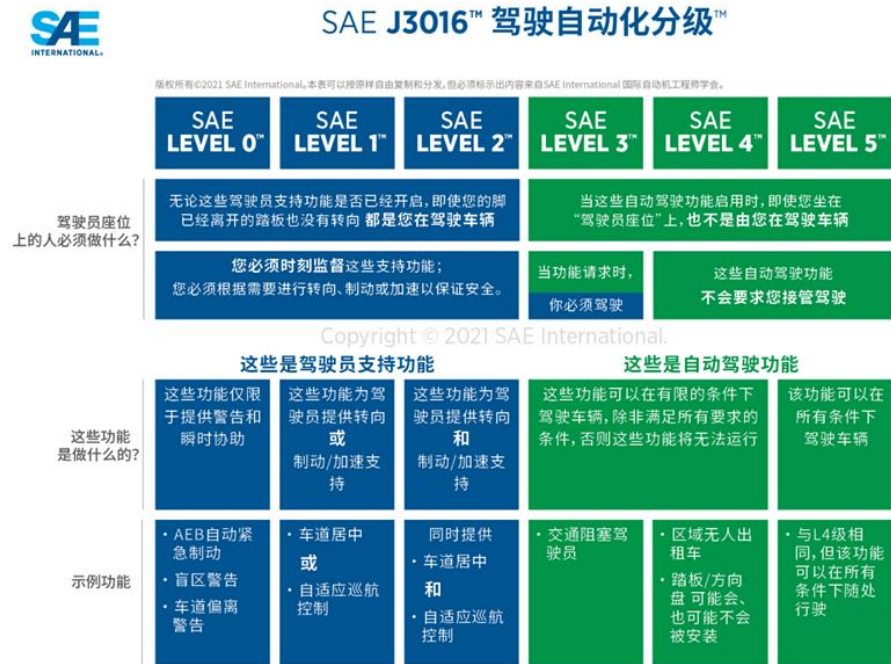 SAE
INTERNATIONAL®
SAE J3016™ 驾驶自动化分级™
版权所有©2021 SAE International。本表可以按原样自由复制和分发,但必须标示出内容来自SAE International 国际自动机工程师学会。
SAE
LEVEL 0™
SAE
LEVEL 1™
SAE
LEVEL 2™
SAE
LEVEL 3™
SAE
LEVEL 4™
SAE
LEVEL 5™
驾驶员座位
上的人必须做什么?
无论这些驾驶员支持功能是否已经开启,即使您的脚
已经离开的踏板也没有转向 都是您在驾驶车辆
当这些自动驾驶功能启用时,即使您坐在
“驾驶员座位”上,也不是由您在驾驶车辆
您必须时刻监督这些支持功能;
您必须根据需要进行转向、制动或加速以保证安全。
当功能请求时,
你必须驾驶
这些自动驾驶功能
不会要求您接管驾驶
Copyright © 2021 SAE International.
这些是驾驶员支持功能
这些是自动驾驶功能
这些功能
是做什么的?
这些功能仅限
于提供警告和
瞬时协助
这些功能为驾
驶员提供转向
或
制动/加速支
持
这些功能为驾
驶员提供转向
和
制动/加速支
持
这些功能可以在有限的条件下
驾驶车辆,除非满足所有要求的
条件,否则这些功能将无法运行
该功能可以在
所有条件下
驾驶车辆
示例功能
・AEB自动紧
急制动
・盲区警告
・车道偏离
警告
・车道居中
或
・自适应巡航
控制
同时提供
・车道居中
和
・自适应巡航
控制
・交通阻塞驾
驶员
・区域无人出
租车
・踏板/方向
盘 可能会、
也可能不会
被安装
・与L4级相
同,但该功能
可以在所有
条件下随处
行驶